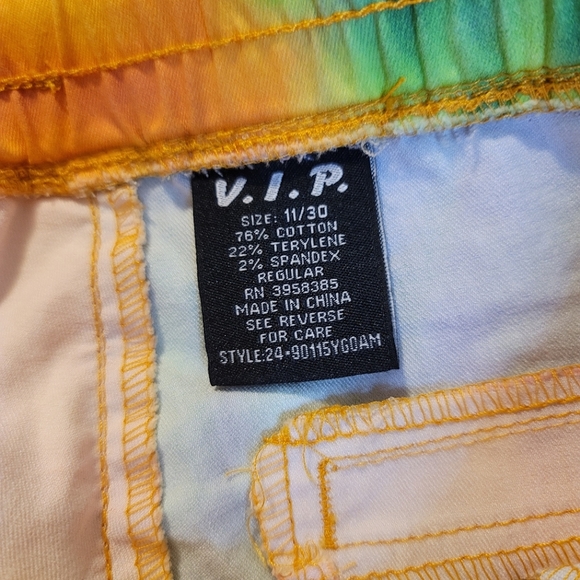 V.I.P.
SIZE: 11/30
76% COTTON
22% TERYLENE
2% SPANDEX
REGULAR
RN 3958385
MADE IN CHINA
SEE REVERSE
FOR CARE
STYLE:24-90115YGDAM